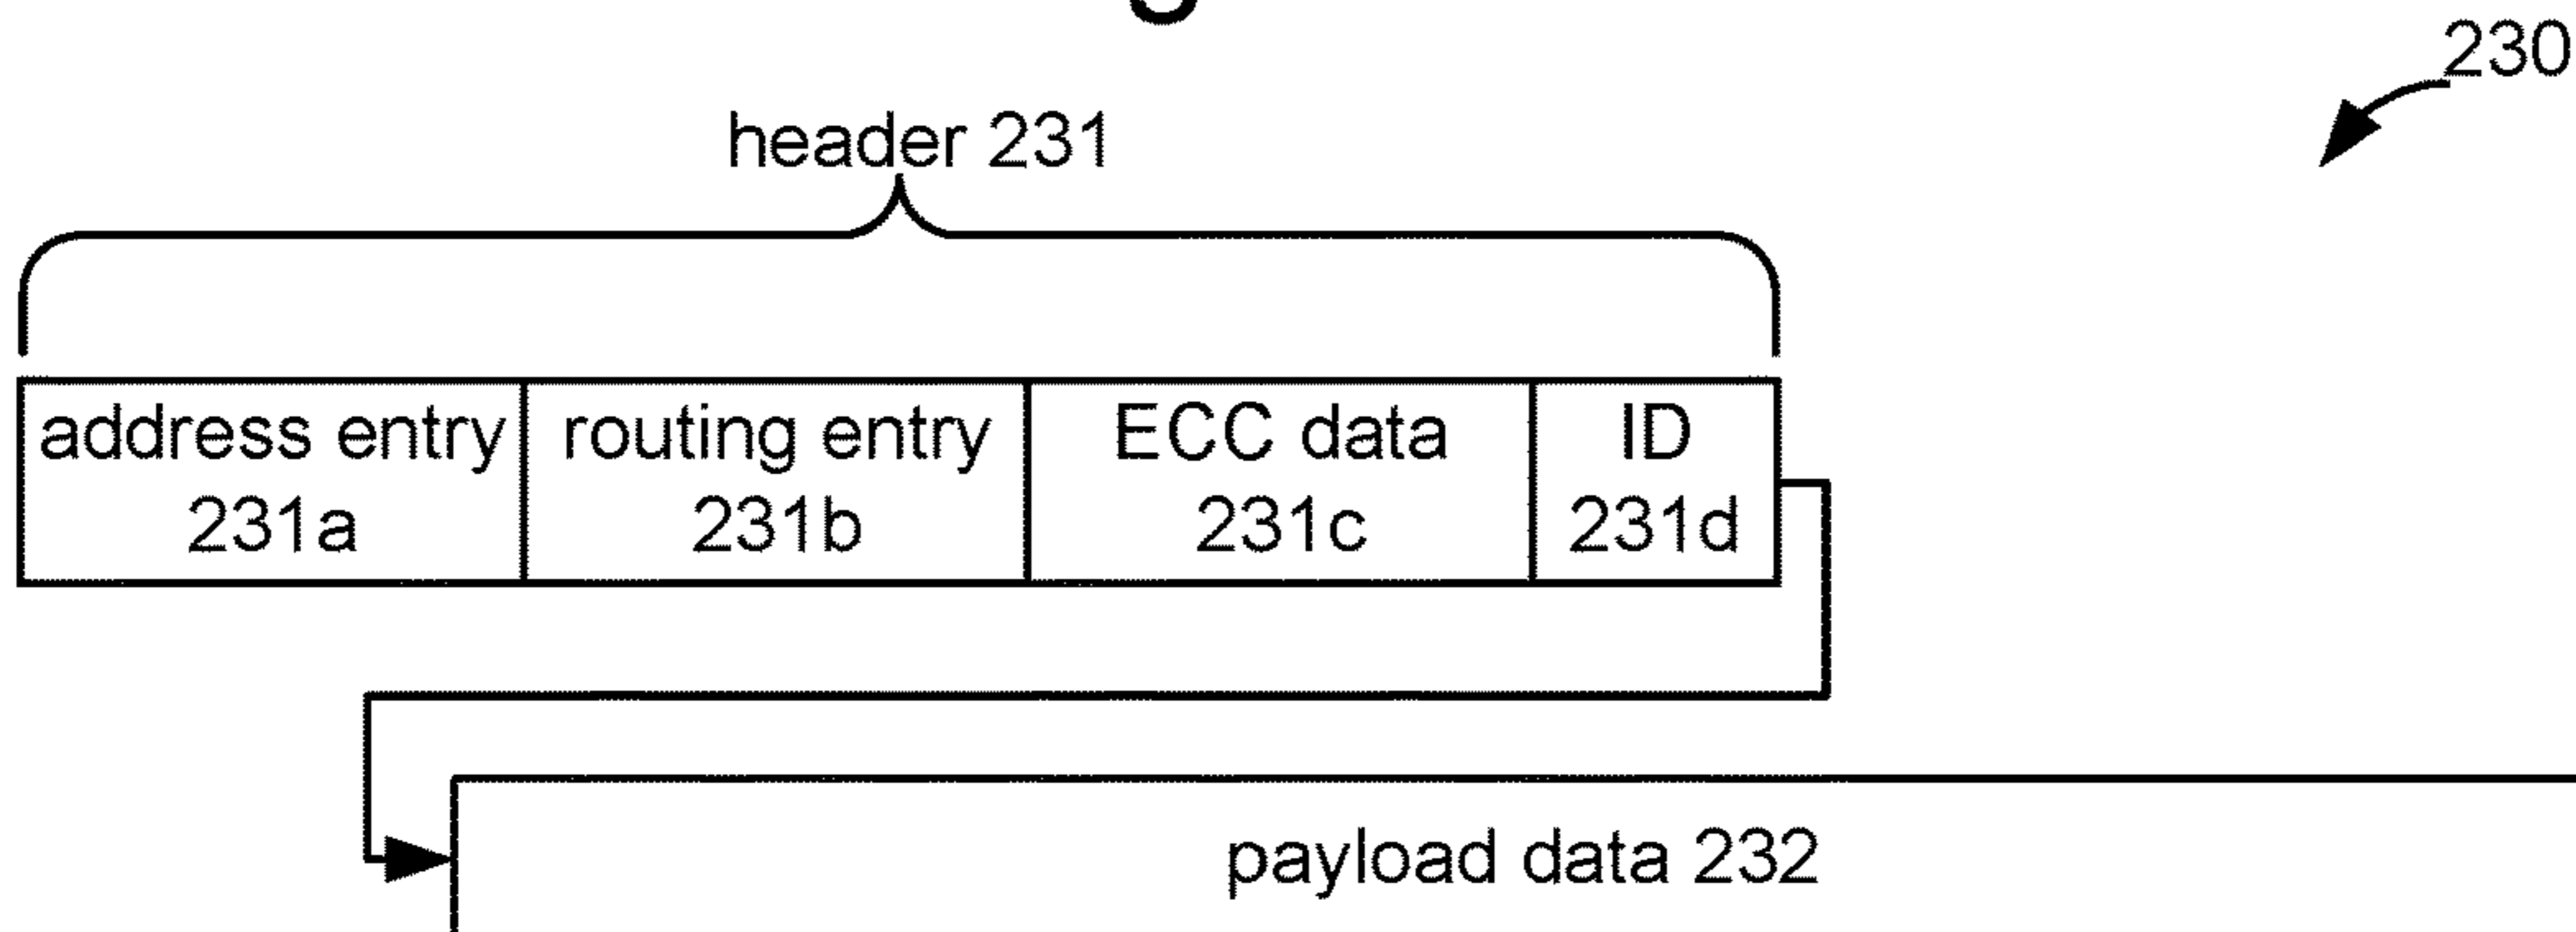 230
header 231
address entry routing entry ECC data ID
231a 231b 231c 231d
payload data 232